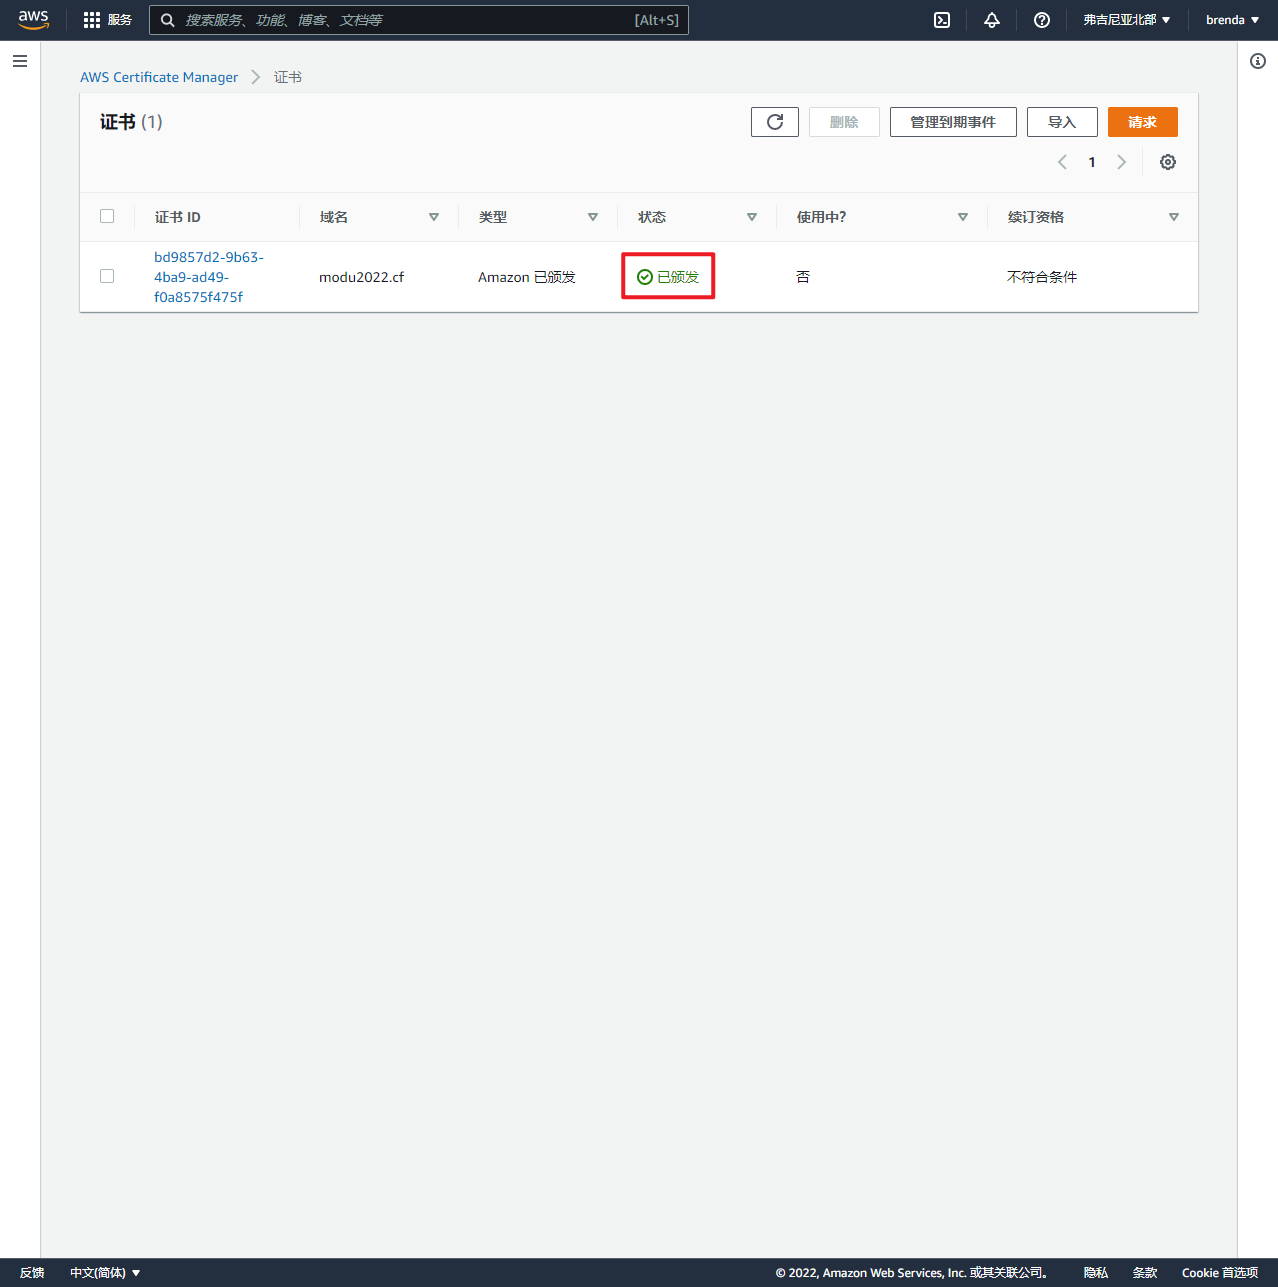 aws 服务 搜索服务、功能、博客、文档等 [Alt+S] 弗吉尼亚北部 brenda
AWS Certificate Manager 证书
证书 (1) 删除 管理到期事件 导入 请求
1
证书 ID 域名 类型 状态 使用中? 续订资格
bd9857d2-9b63-
4ba9-ad49- modu2022.cf Amazon 已颁发 已颁发 否 不符合条件
f0a8575f475f
反馈 中文(简体) © 2022, Amazon Web Services, Inc. 或其关联公司。 隐私 条款 Cookie 首选项